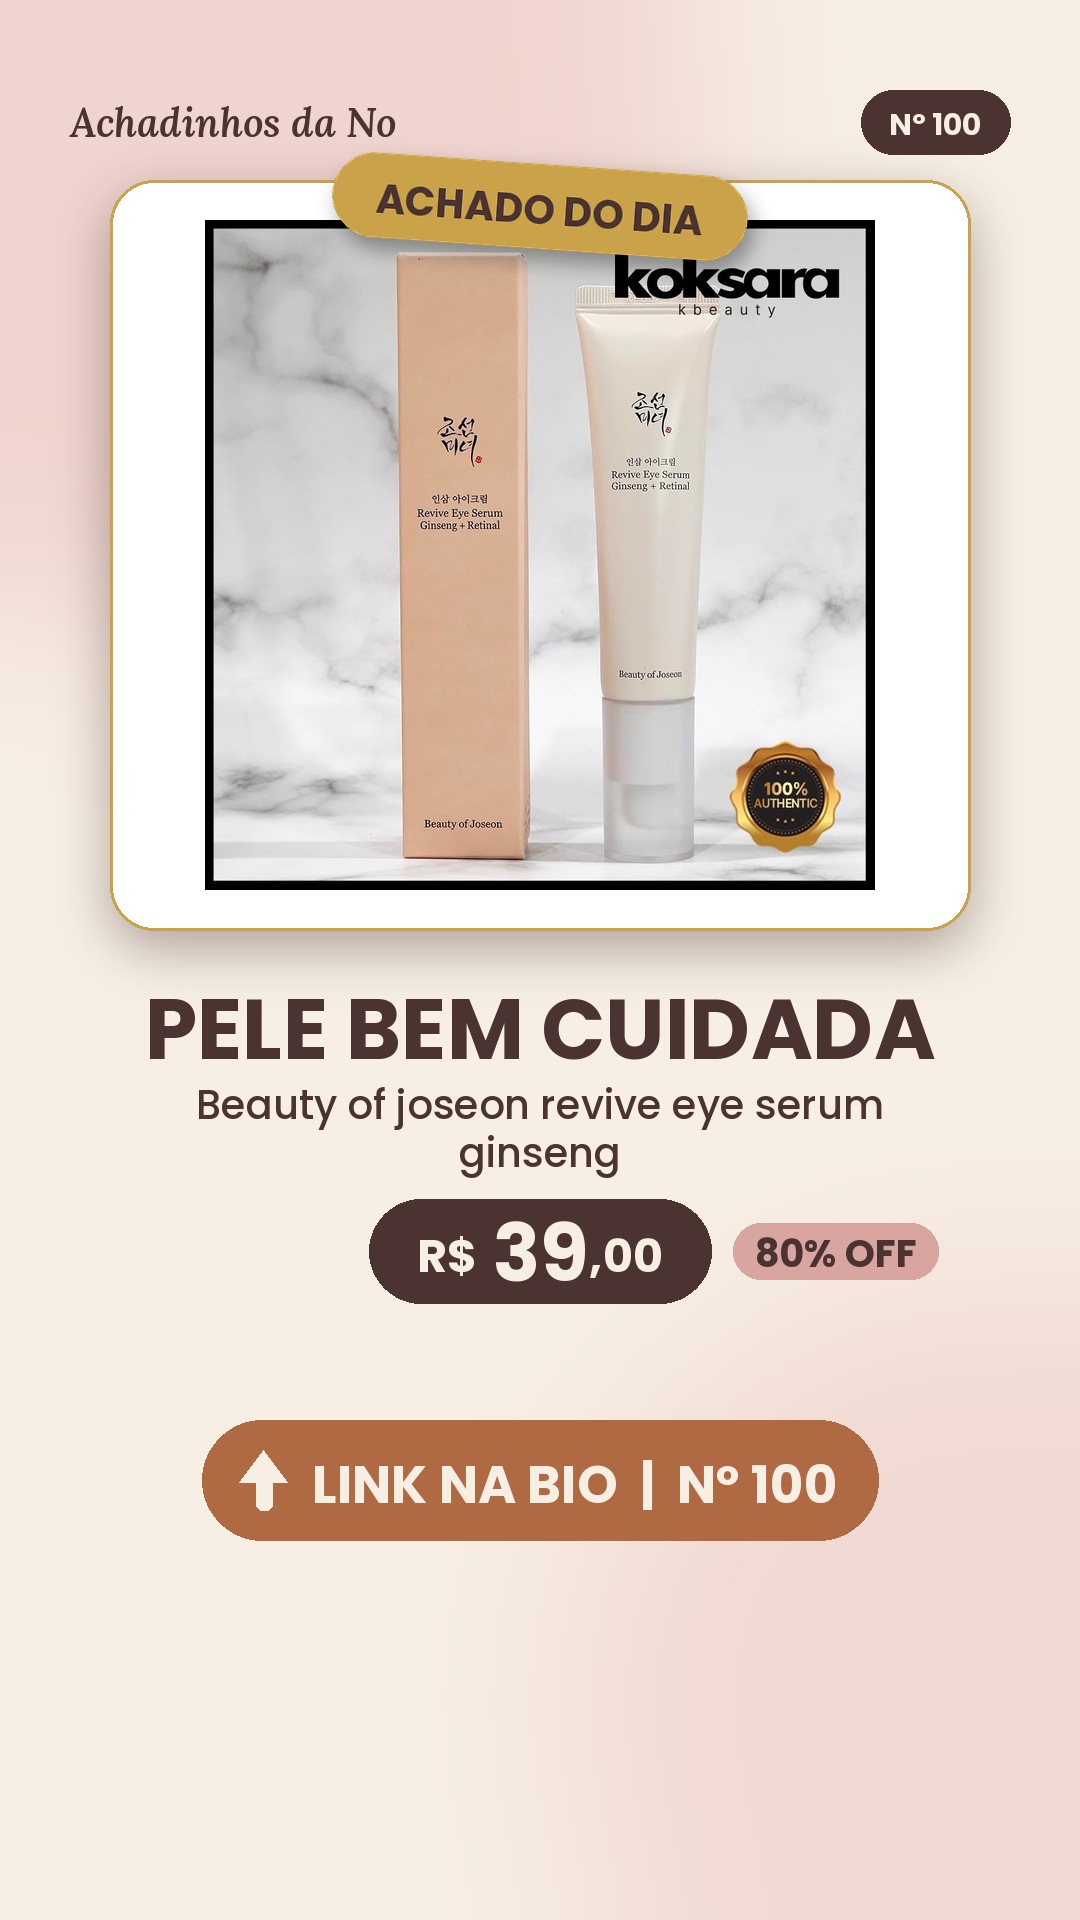 Achadinhos da No
Nº 100
ACHADO DO DIA
koksara
kbeauty
조선
미녀
인삼 아이크림
Revive Eye Serum
Ginseng + Retinal
Beauty of Joseon
조선
미녀
인삼 아이크림
Revive Eye Serum
Ginseng + Retinal
Beauty of Joseon
100%
AUTHENTIC
PELE BEM CUIDADA
Beauty of joseon revive eye serum
ginseng
R$ 39,00
80% OFF
LINK NA BIO | Nº 100